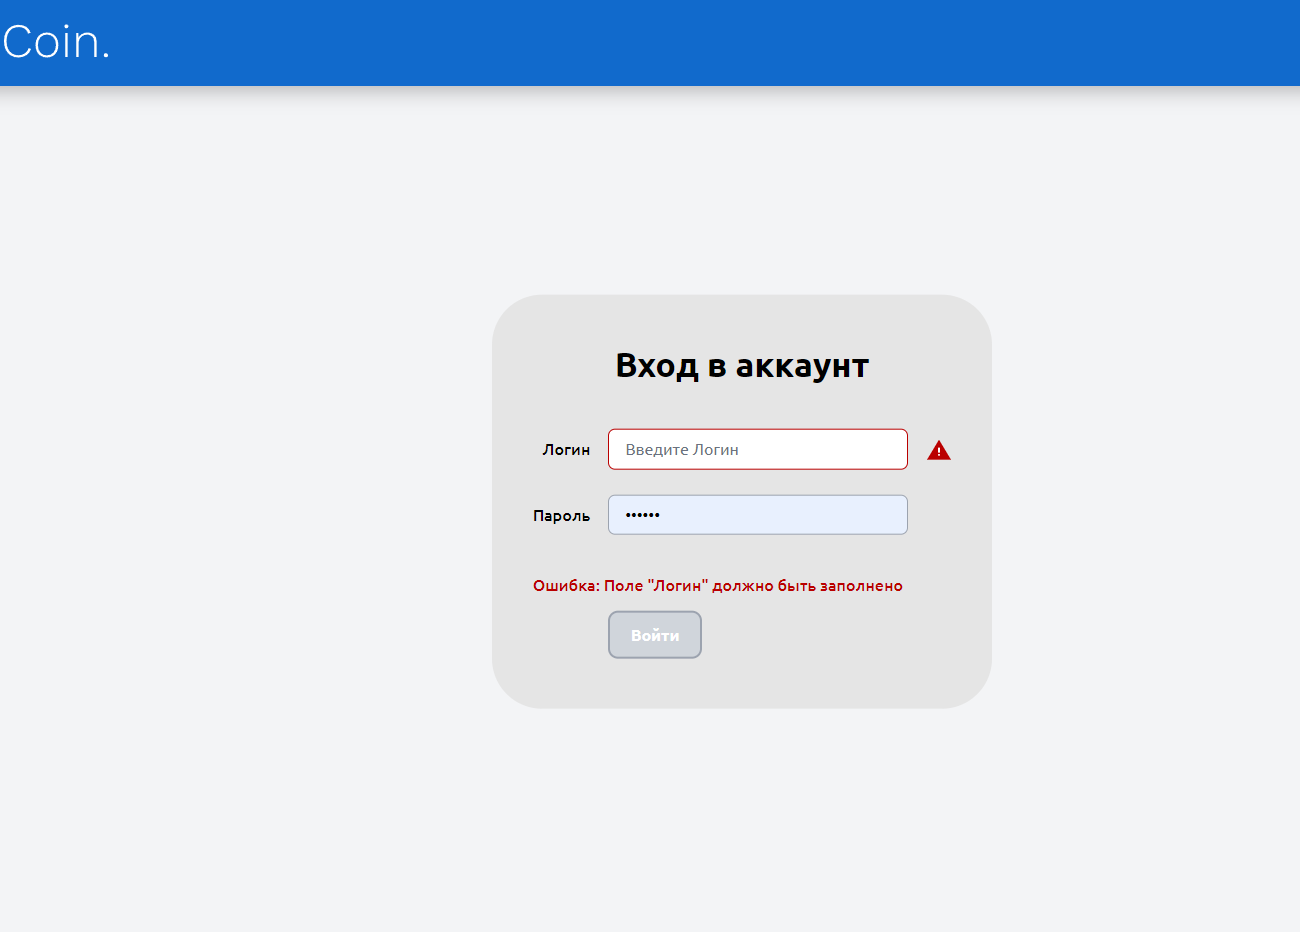 Coin.
Вход в аккаунт
Логин Введите Логин
Пароль ••••••
Ошибка: Поле "Логин" должно быть заполнено
Войти